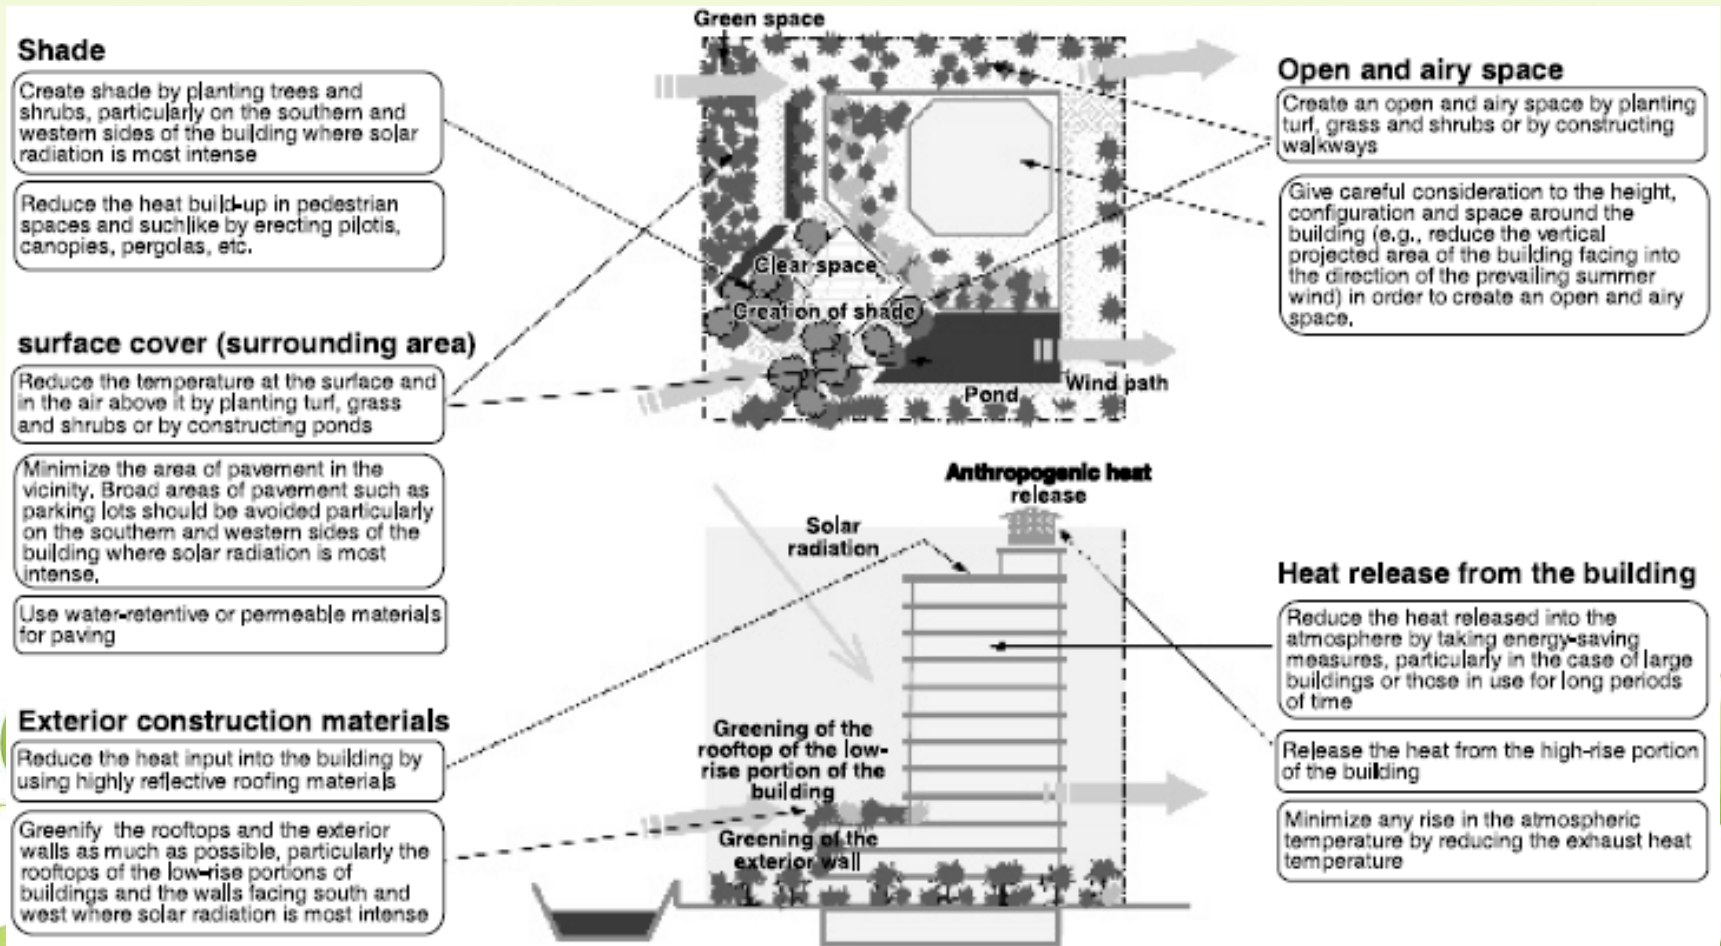 Shade
Create shade by planting trees and
shrubs, particularly on the southern and
western sides of the building where solar
radiation is most intense
Reduce the heat build-up in pedestrian
spaces and suchlike by erecting pilotis,
canopies, pergolas, etc.
surface cover (surrounding area)
Reduce the temperature at the surface and
in the air above it by planting turf, grass
and shrubs or by constructing ponds
Minimize the area of pavement in the
vicinity. Broad areas of pavement such as
parking lots should be avoided particularly
on the southern and western sides of the
building where solar radiation is most
intense.
Use water-retentive or permeable materials
for paving
Exterior construction materials
Reduce the heat input into the building by
using highly reflective roofing materials
Greenify the rooftops and the exterior
walls as much as possible, particularly the
rooftops of the low-rise portions of
buildings and the walls facing south and
west where solar radiation is most intense
Green space
Clear space
Creation of shade
Pond
Wind path
Anthropogenic heat
release
Solar
radiation
Greening of the
rooftop of the low-
rise portion of the
building
Greening of the
exterior wall
Open and airy space
Create an open and airy space by planting
turf, grass and shrubs or by constructing
walkways
Give careful consideration to the height,
configuration and space around the
building (e.g., reduce the vertical
projected area of the building facing into
the direction of the prevailing summer
wind) in order to create an open and airy
space.
Heat release from the building
Reduce the heat released into the
atmosphere by taking energy-saving
measures, particularly in the case of large
buildings or those in use for long periods
of time
Release the heat from the high-rise portion
of the building
Minimize any rise in the atmospheric
temperature by reducing the exhaust heat
temperature